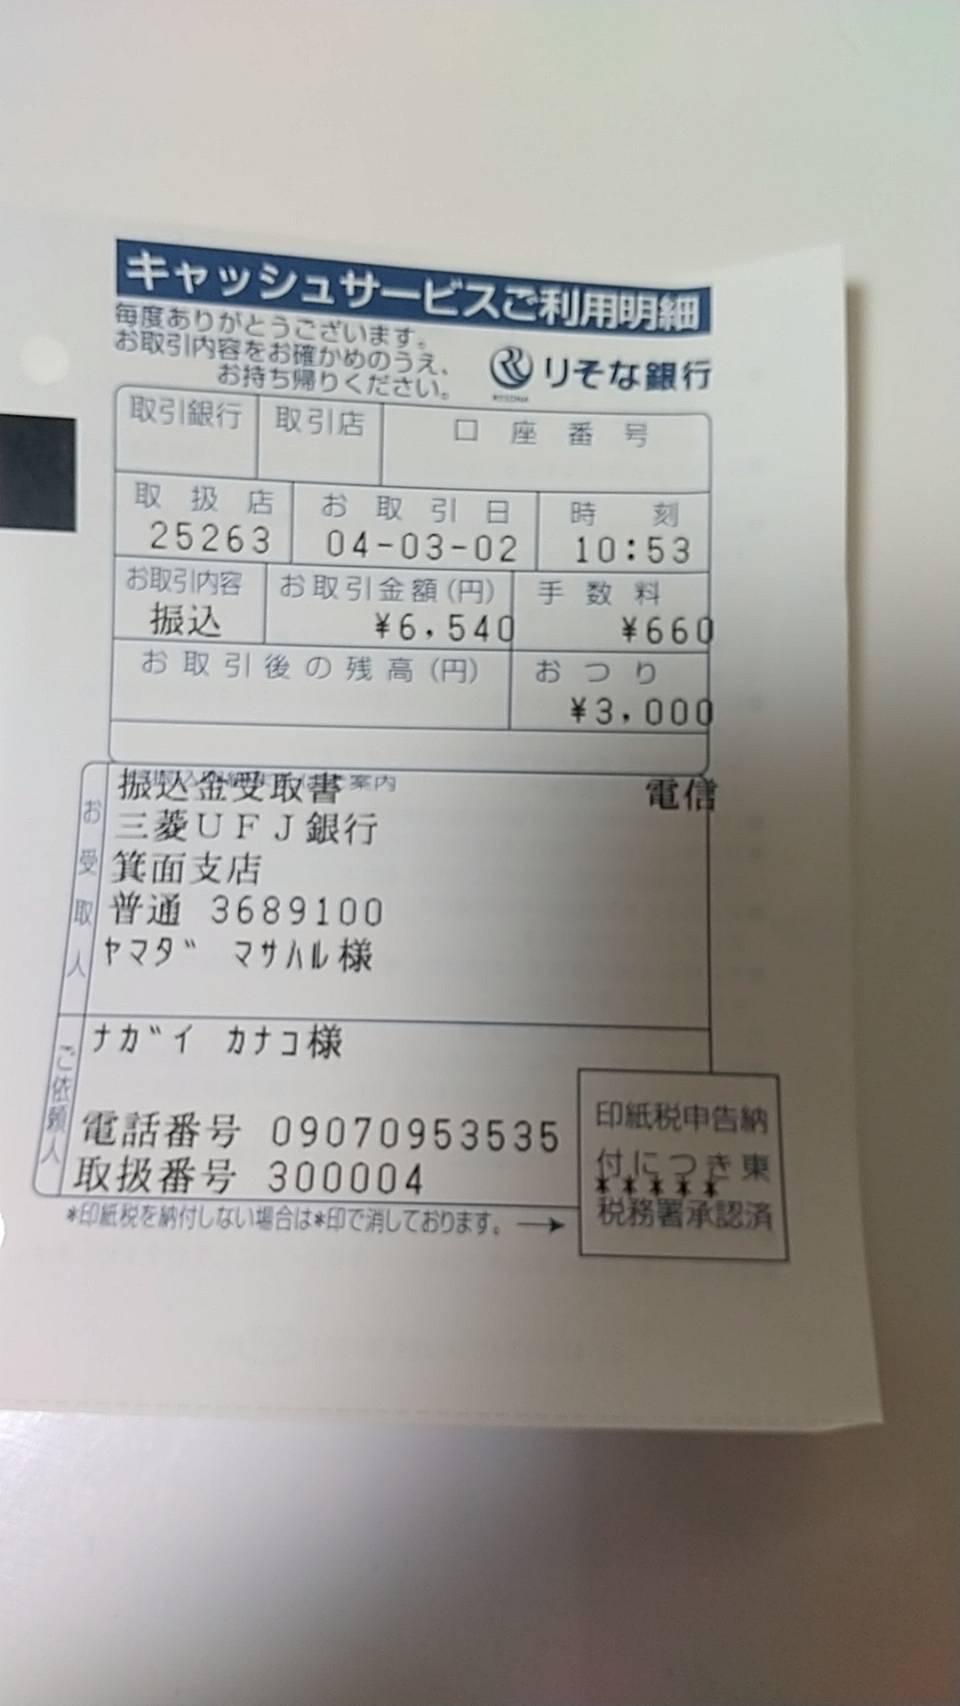 キャッシュサービスご利用明細
毎度ありがとうございます。
お取引内容をお確かめのうえ、
お持ち帰りください。
りそな銀行
RESONA
取引銀行 取引店 口座番号
取扱店 お取引日 時刻
25263 04-03-02 10:53
お取引内容 お取引金額(円) 手数料
振込 ¥6,540 ¥660
お取引後の残高(円) おつり
¥3,000
案内
振込金受取書 電信
お受取人
三菱UFJ銀行
箕面支店
普通 3689100
ヤマダ マサハル様
ご依頼人
ナガイ カナコ様
電話番号 09070953535
取扱番号 300004
*印紙税を納付しない場合は*印で消しております。 →
印紙税申告納
付につき東
*****
税務署承認済